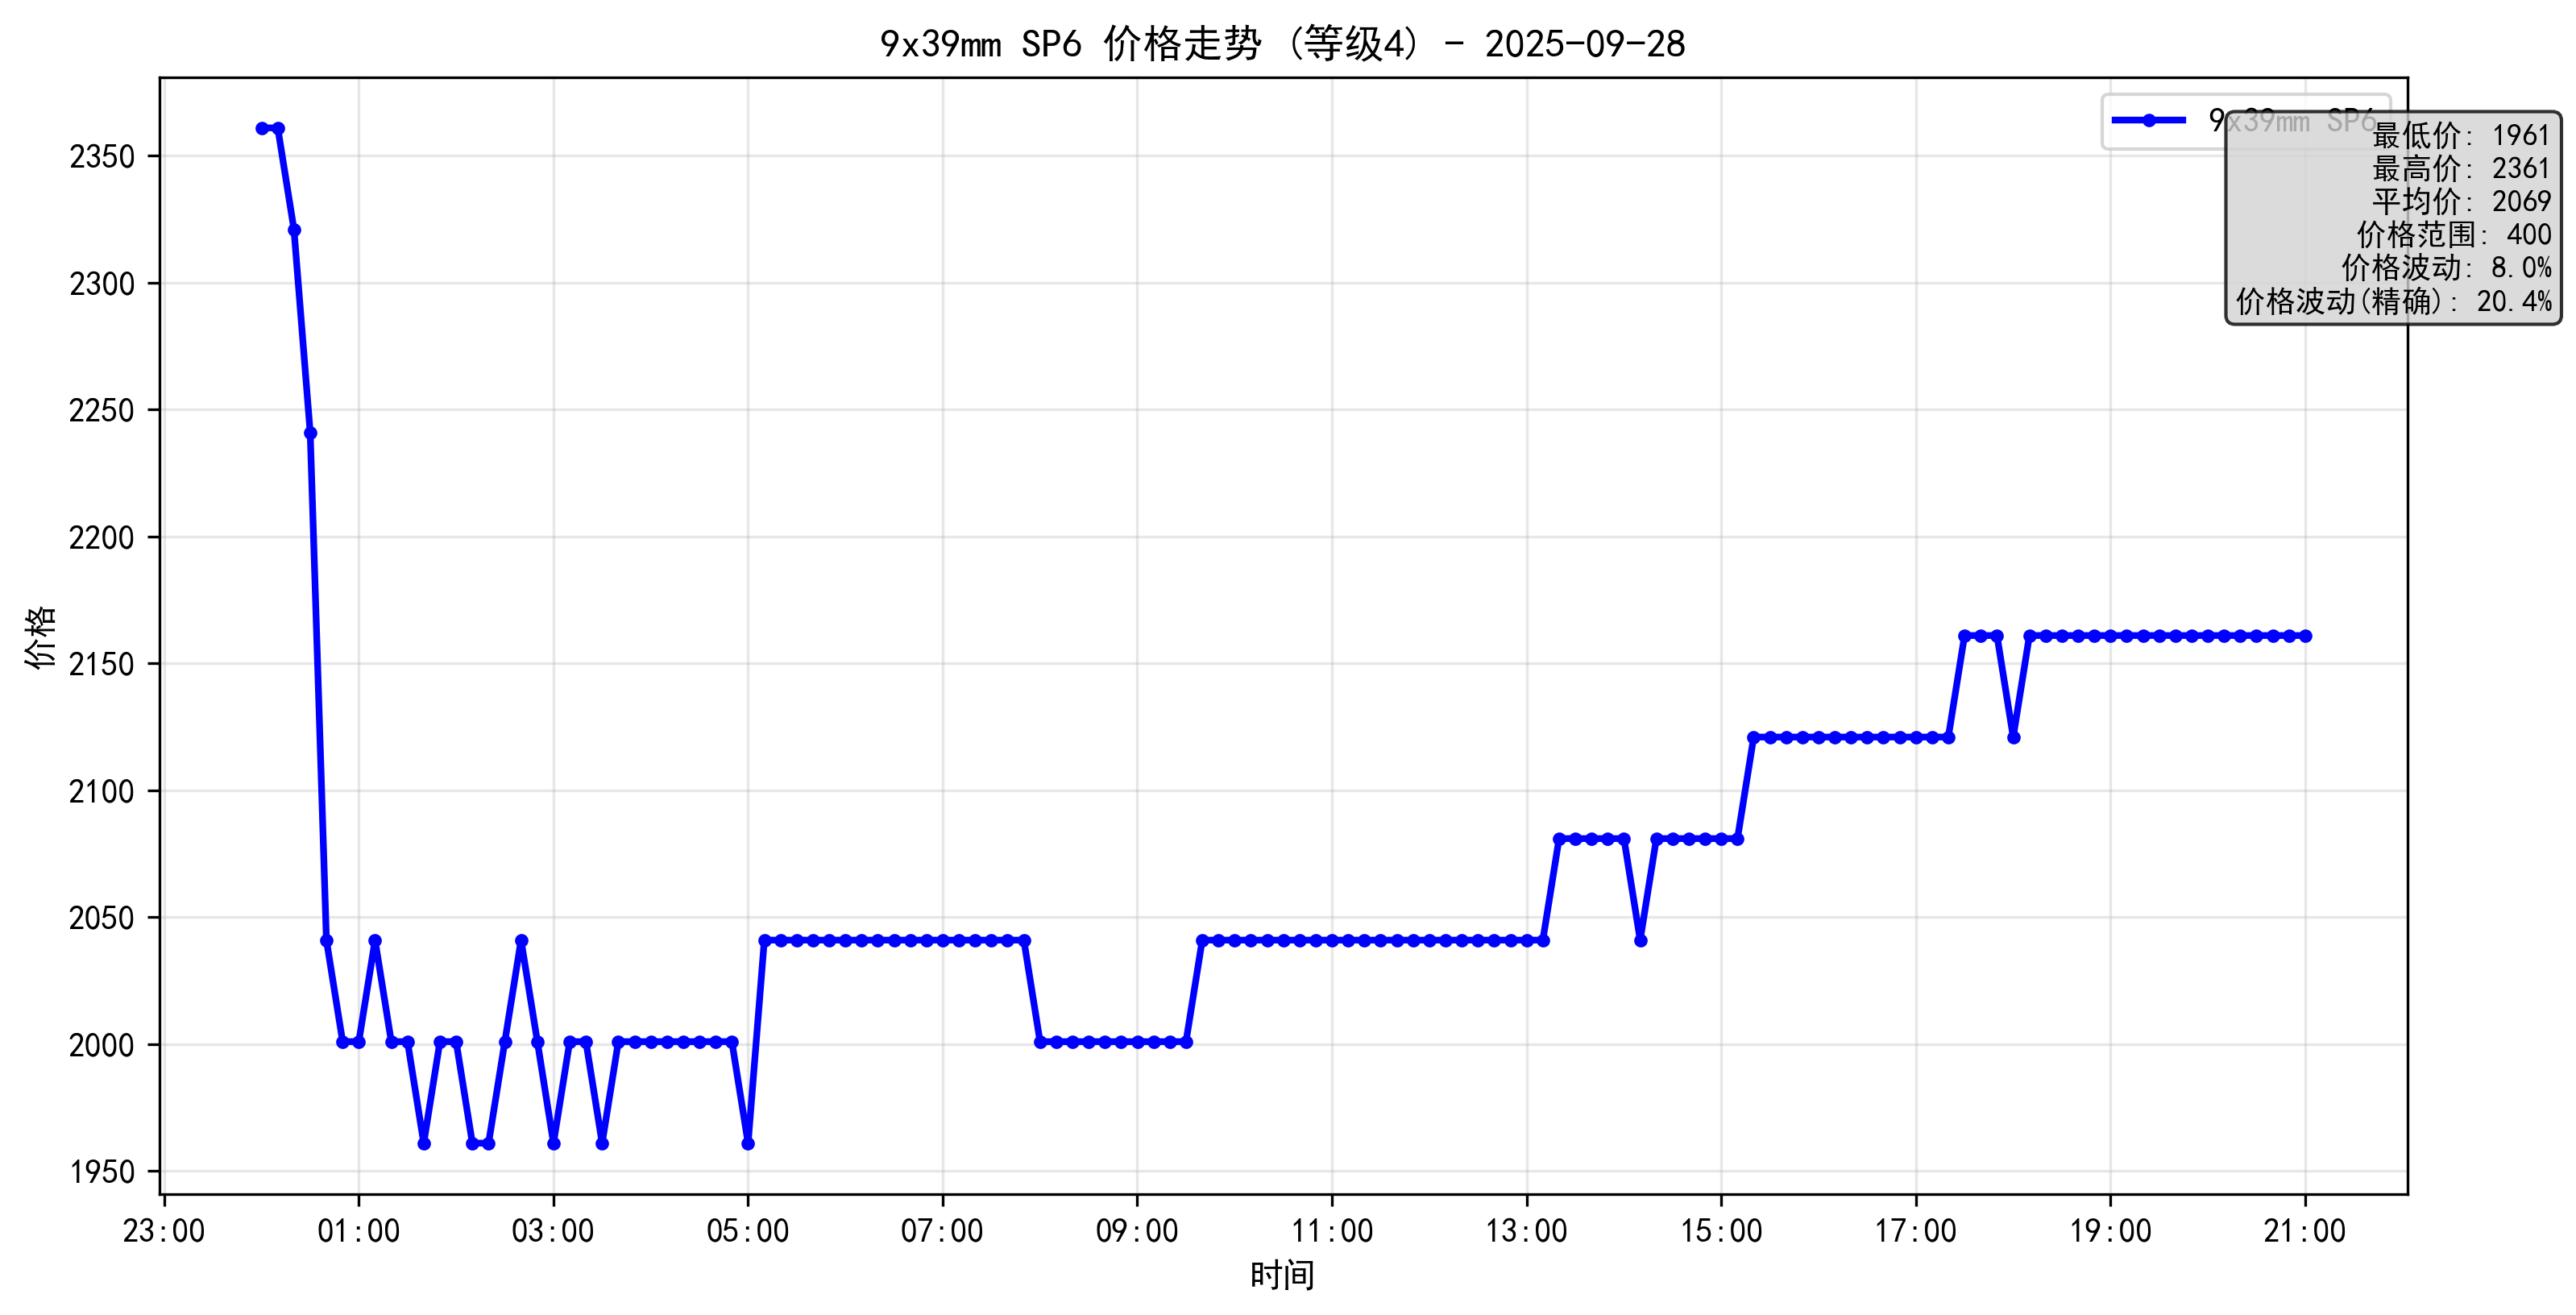 9x39mm SP6 价格走势 (等级4) - 2025-09-28
9x39mm SP6
最低价: 1961
最高价: 2361
平均价: 2069
价格范围: 400
价格波动: 8.0%
价格波动(精确): 20.4%
价格
2350
2300
2250
2200
2150
2100
2050
2000
1950
23:00 01:00 03:00 05:00 07:00 09:00 11:00 13:00 15:00 17:00 19:00 21:00
时间